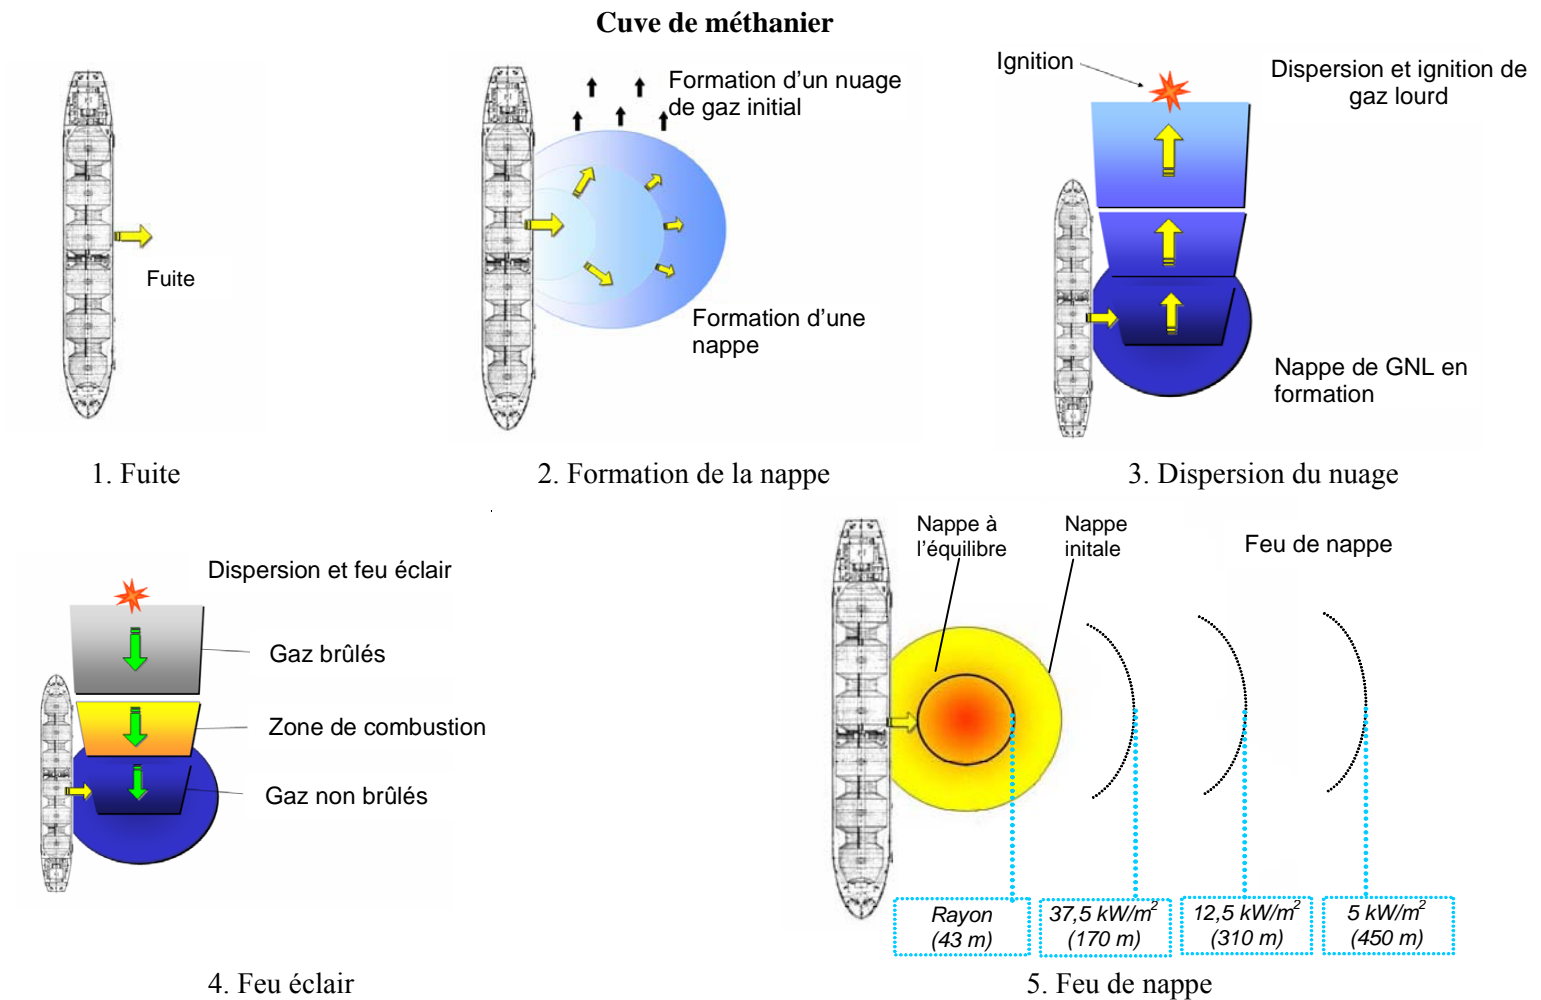 Cuve de méthanier
Fuite
1. Fuite
Formation d’un nuage
de gaz initial
Formation d’une
nappe
2. Formation de la nappe
Ignition
Dispersion et ignition de
gaz lourd
Nappe de GNL en
formation
3. Dispersion du nuage
Dispersion et feu éclair
Gaz brûlés
Zone de combustion
Gaz non brûlés
4. Feu éclair
Nappe à
l’équilibre
Nappe
initale
Feu de nappe
Rayon
(43 m)
37,5 kW/m²
(170 m)
12,5 kW/m²
(310 m)
5 kW/m²
(450 m)
5. Feu de nappe